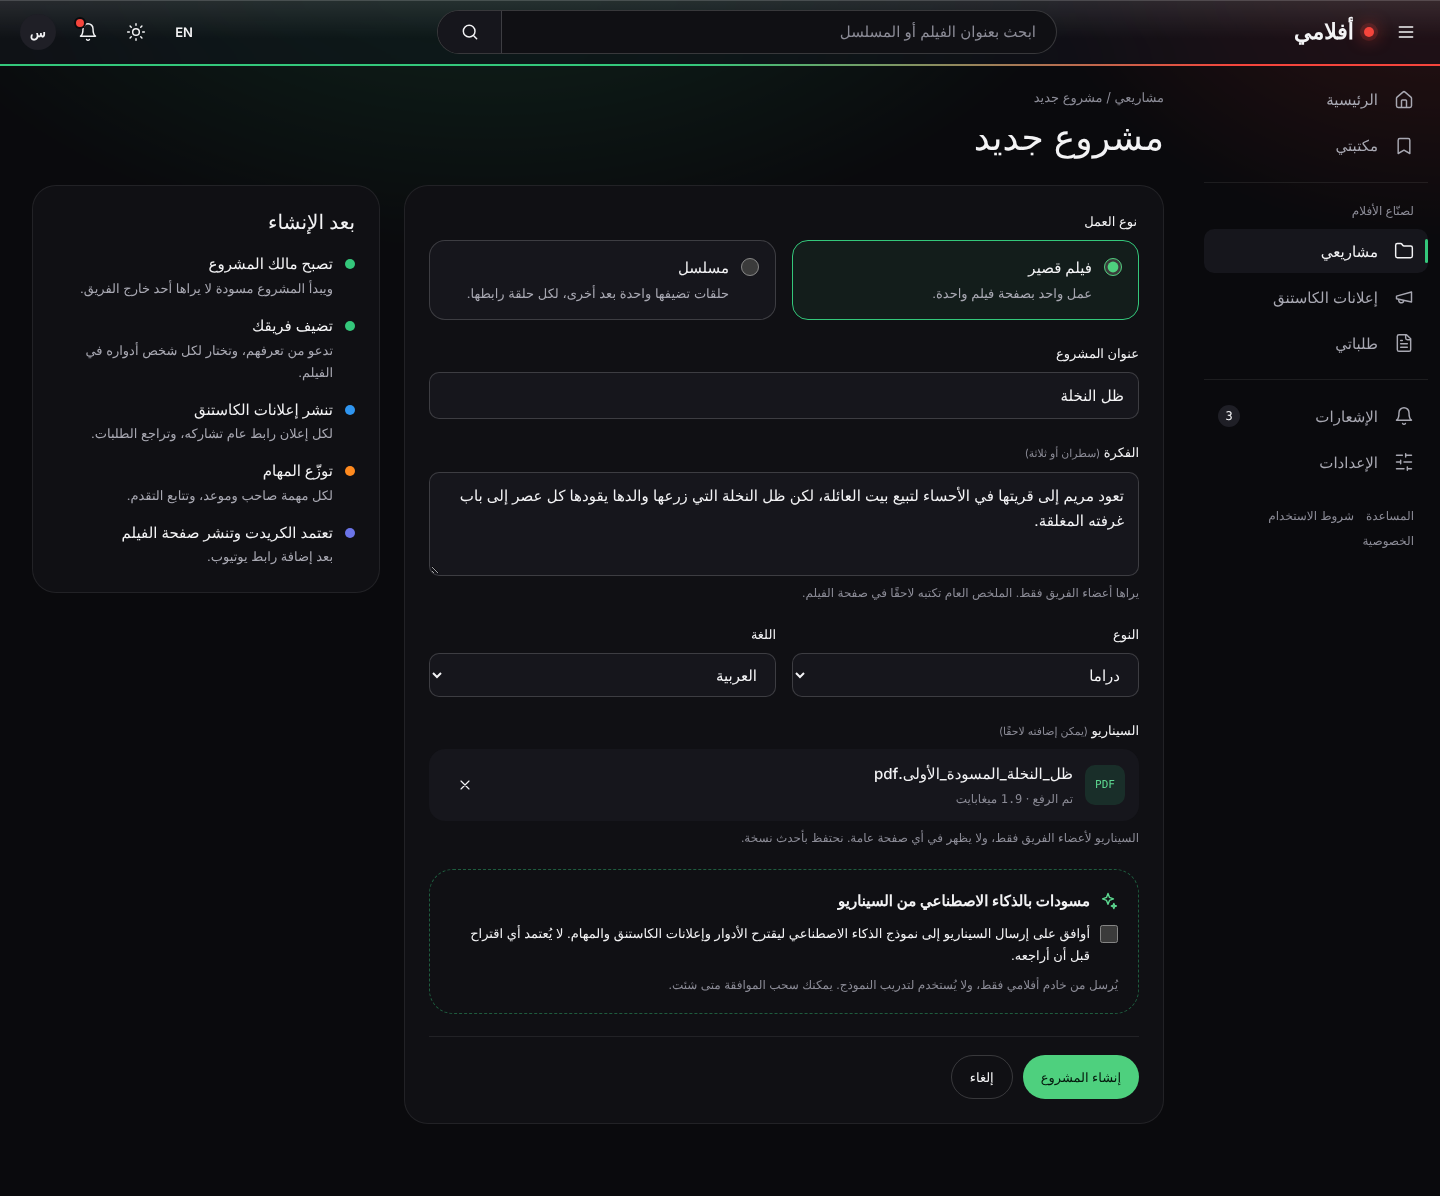 أفلامي
ابحث بعنوان الفيلم أو المسلسل
EN
س
الرئيسية
مكتبتي
لصنّاع الأفلام
مشاريعي
إعلانات الكاستنق
طلباتي
الإشعارات
3
الإعدادات
المساعدة شروط الاستخدام
الخصوصية
مشاريعي / مشروع جديد
مشروع جديد
نوع العمل
فيلم قصير
عمل واحد بصفحة فيلم واحدة.
مسلسل
حلقات تضيفها واحدة بعد أخرى، لكل حلقة رابطها.
عنوان المشروع
ظل النخلة
الفكرة (سطران أو ثلاثة)
تعود مريم إلى قريتها في الأحساء لتبيع بيت العائلة، لكن ظل النخلة التي زرعها والدها يقودها كل عصر إلى باب
غرفته المغلقة.
يراها أعضاء الفريق فقط. الملخص العام تكتبه لاحقًا في صفحة الفيلم.
النوع
دراما
اللغة
العربية
السيناريو (يمكن إضافته لاحقًا)
PDF
ظل_النخلة_المسودة_الأولى.pdf
تم الرفع · 1.9 ميغابايت
السيناريو لأعضاء الفريق فقط، ولا يظهر في أي صفحة عامة. نحتفظ بأحدث نسخة.
مسودات بالذكاء الاصطناعي من السيناريو
أوافق على إرسال السيناريو إلى نموذج الذكاء الاصطناعي ليقترح الأدوار وإعلانات الكاستنق والمهام. لا يُعتمد أي اقتراح
قبل أن أراجعه.
يُرسل من خادم أفلامي فقط، ولا يُستخدم لتدريب النموذج. يمكنك سحب الموافقة متى شئت.
إنشاء المشروع
إلغاء
بعد الإنشاء
تصبح مالك المشروع
ويبدأ المشروع مسودة لا يراها أحد خارج الفريق.
تضيف فريقك
تدعو من تعرفهم، وتختار لكل شخص أدواره في
الفيلم.
تنشر إعلانات الكاستنق
لكل إعلان رابط عام تشاركه، وتراجع الطلبات.
توزّع المهام
لكل مهمة صاحب وموعد، وتتابع التقدم.
تعتمد الكريدت وتنشر صفحة الفيلم
بعد إضافة رابط يوتيوب.